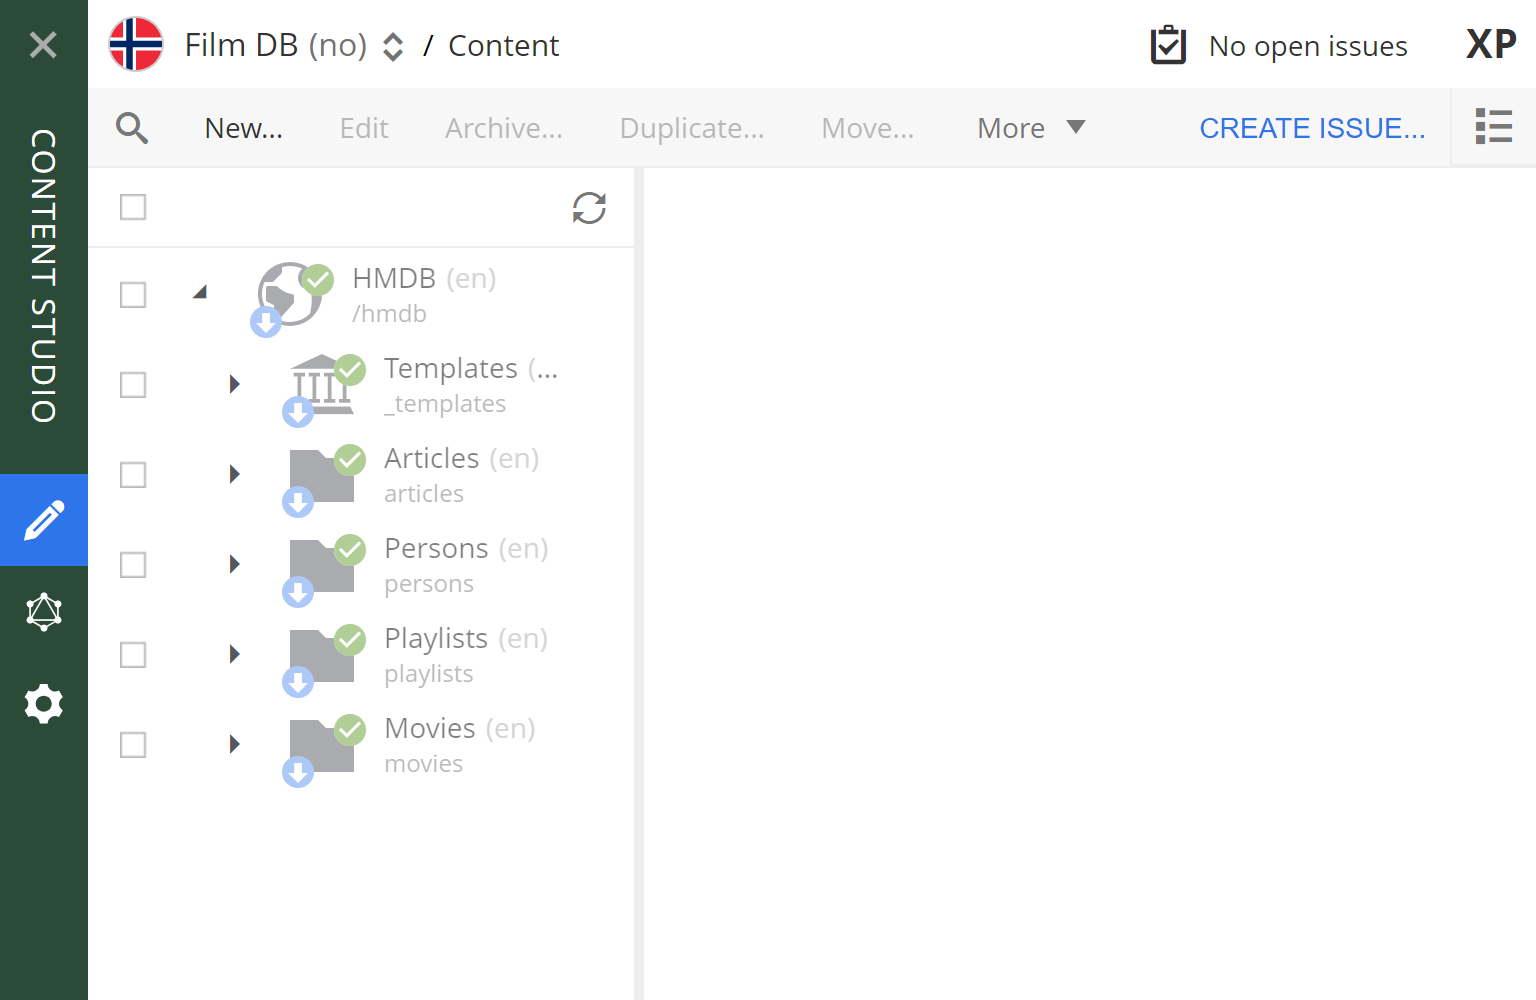 Film DB (no) / Content
No open issues
XP
New...
Edit
Archive...
Duplicate...
Move...
More
CREATE ISSUE...
CONTENT STUDIO
HMDB (en)
/hmdb
Templates (...
_templates
Articles (en)
articles
Persons (en)
persons
Playlists (en)
playlists
Movies (en)
movies